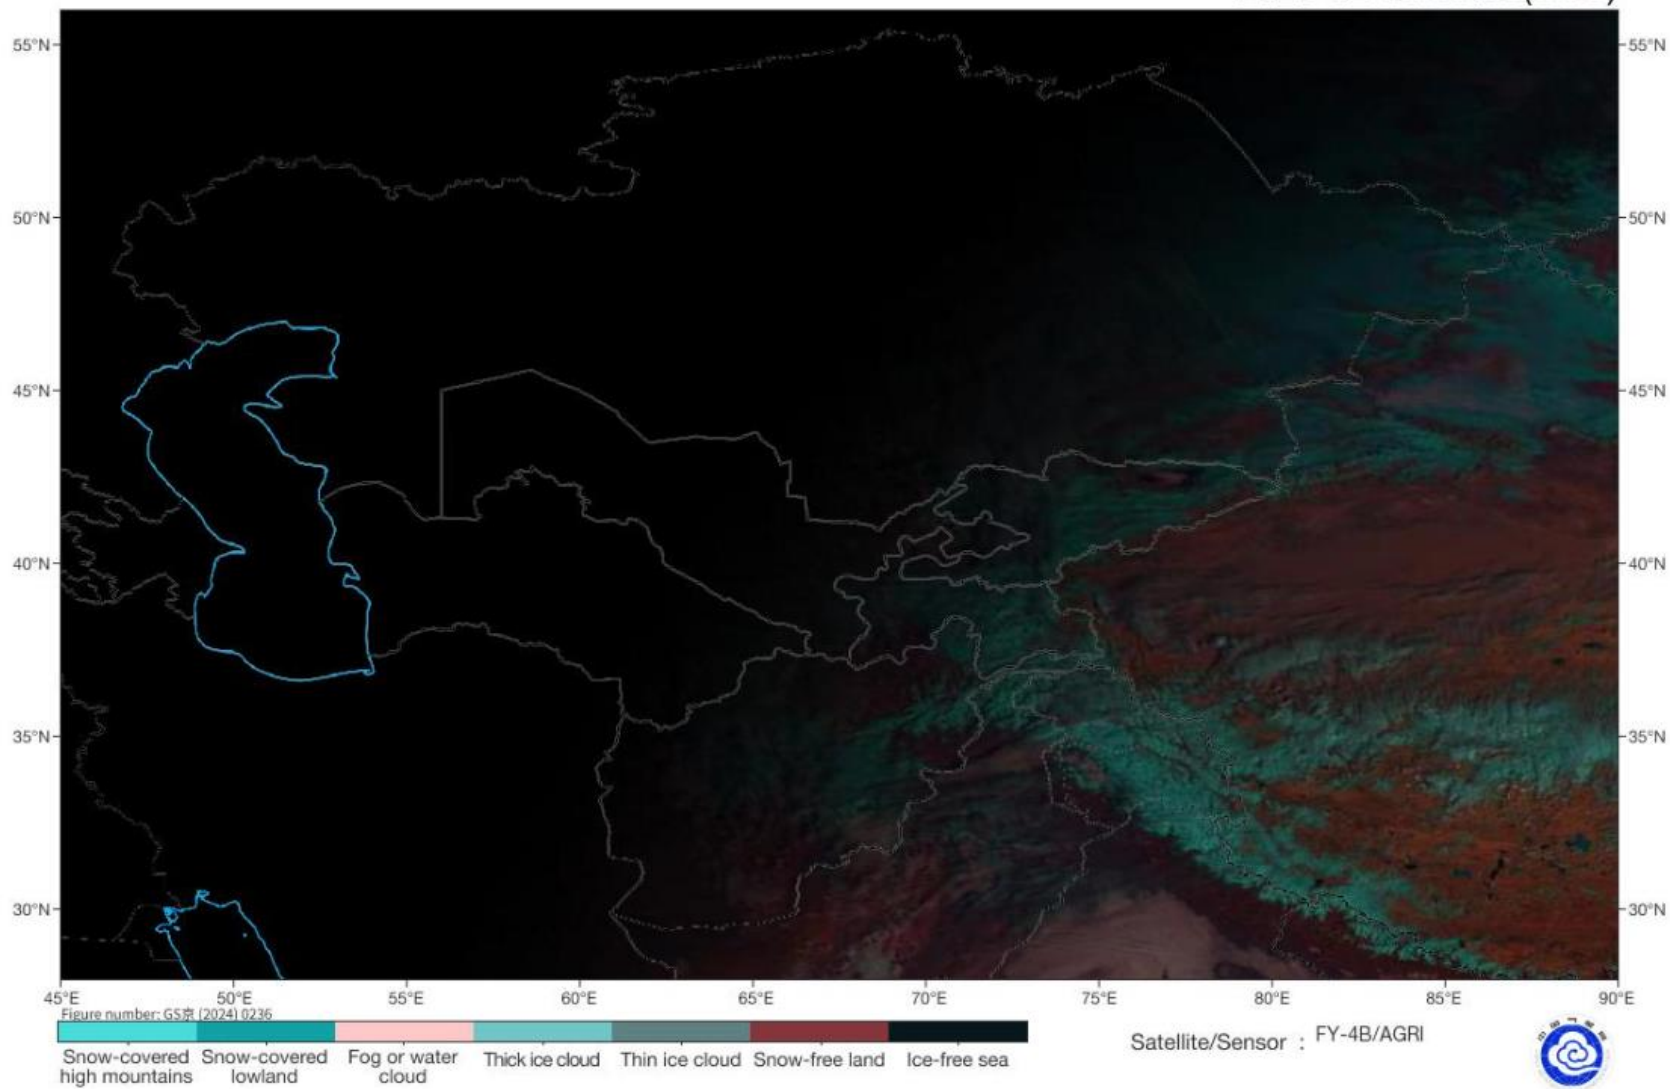 55°N
55°N
50°N
50°N
45°N
45°N
40°N
40°N
35°N
35°N
30°N
30°N
45°E
50°E
55°E
60°E
65°E
70°E
75°E
80°E
85°E
90°E
Figure number: GS京 (2024) 0236
Snow-covered
high mountains
Snow-covered
lowland
Fog or water
cloud
Thick ice cloud
Thin ice cloud
Snow-free land
Ice-free sea
Satellite/Sensor : FY-4B/AGRI